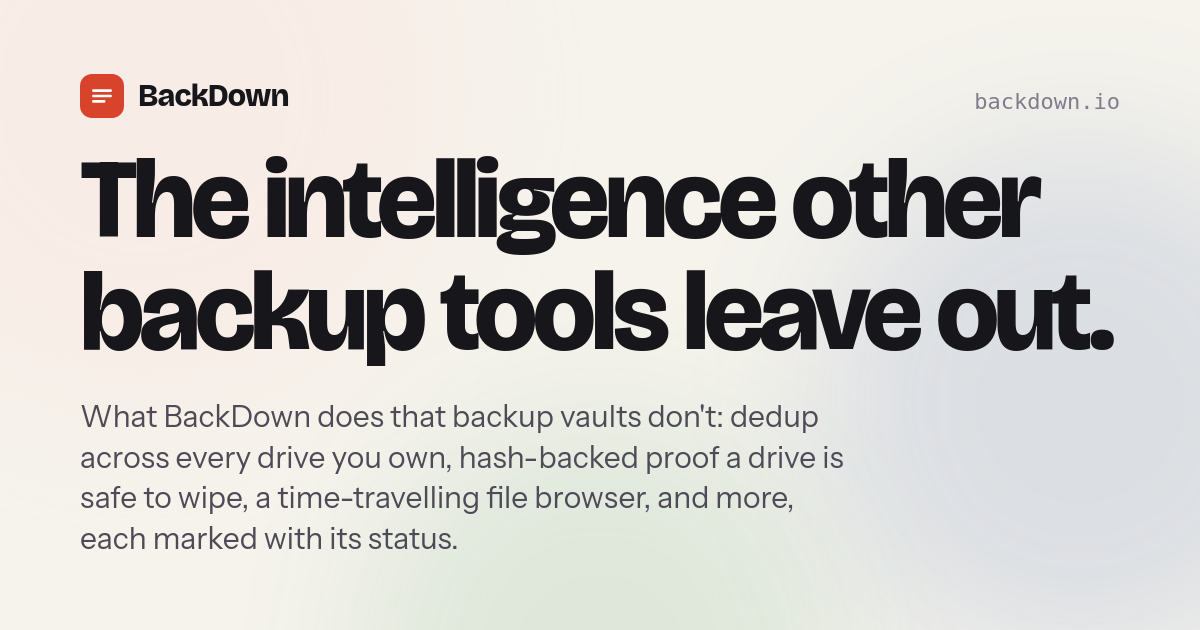 BackDown
backdown.io
The intelligence other
backup tools leave out.
What BackDown does that backup vaults don't: dedup
across every drive you own, hash-backed proof a drive is
safe to wipe, a time-travelling file browser, and more,
each marked with its status.